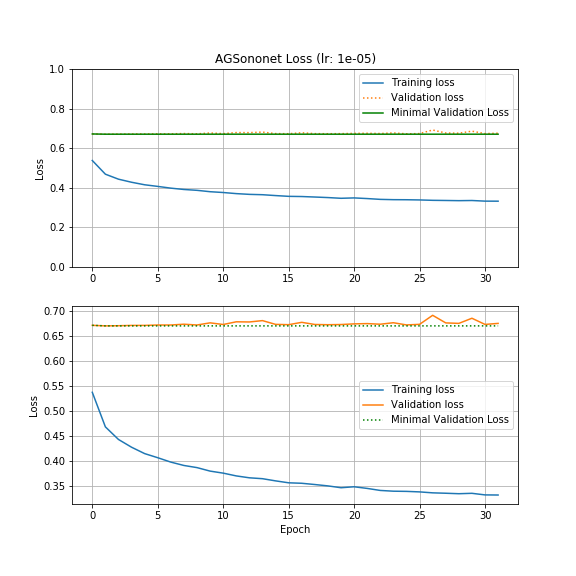 AGSononet Loss (lr: 1e-05)
1.0
0.8
0.6
0.4
0.2
0.0
Loss
Training loss
Validation loss
Minimal Validation Loss
0 5 10 15 20 25 30
0.70
0.65
0.60
0.55
0.50
0.45
0.40
0.35
Loss
Training loss
Validation loss
Minimal Validation Loss
0 5 10 15 20 25 30
Epoch